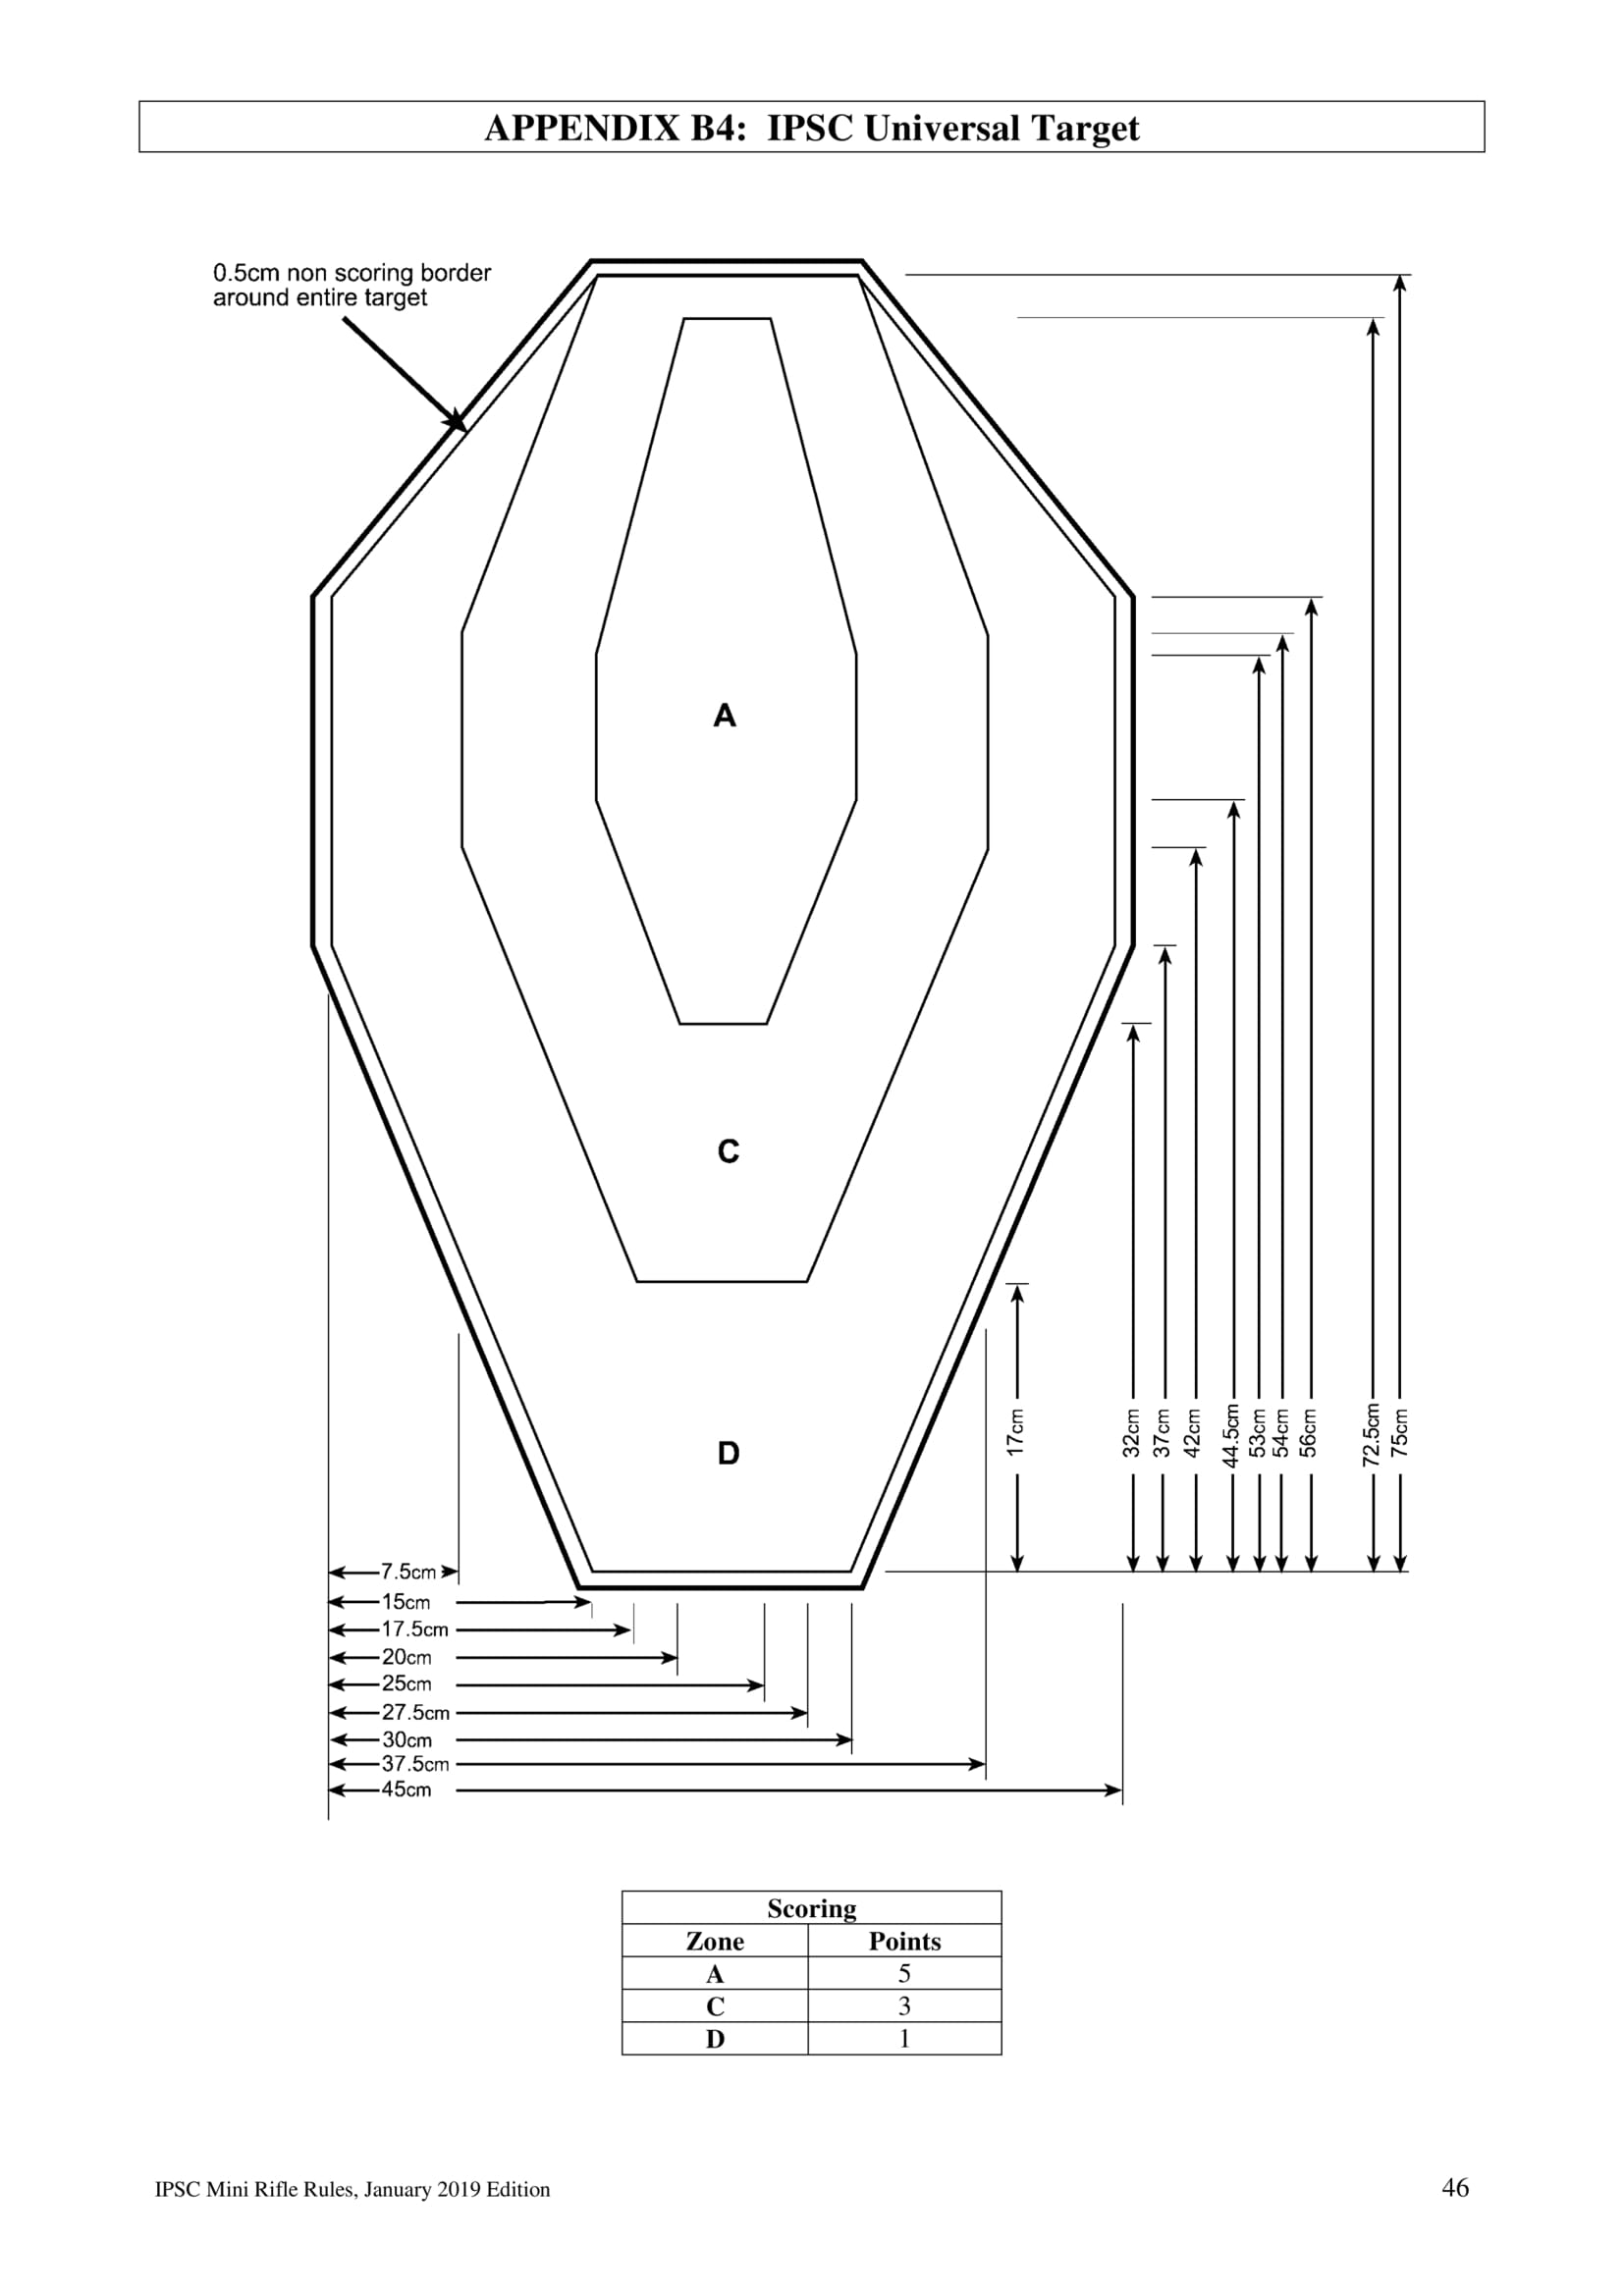 APPENDIX B4: IPSC Universal Target
0.5cm non scoring border
around entire target
A
C
D
17cm
32cm
37cm
42cm
44.5cm
53cm
54cm
56cm
72.5cm
75cm
7.5cm
15cm
17.5cm
20cm
25cm
27.5cm
30cm
37.5cm
45cm
Scoring
Zone Points
A 5
C 3
D 1
IPSC Mini Rifle Rules, January 2019 Edition 46